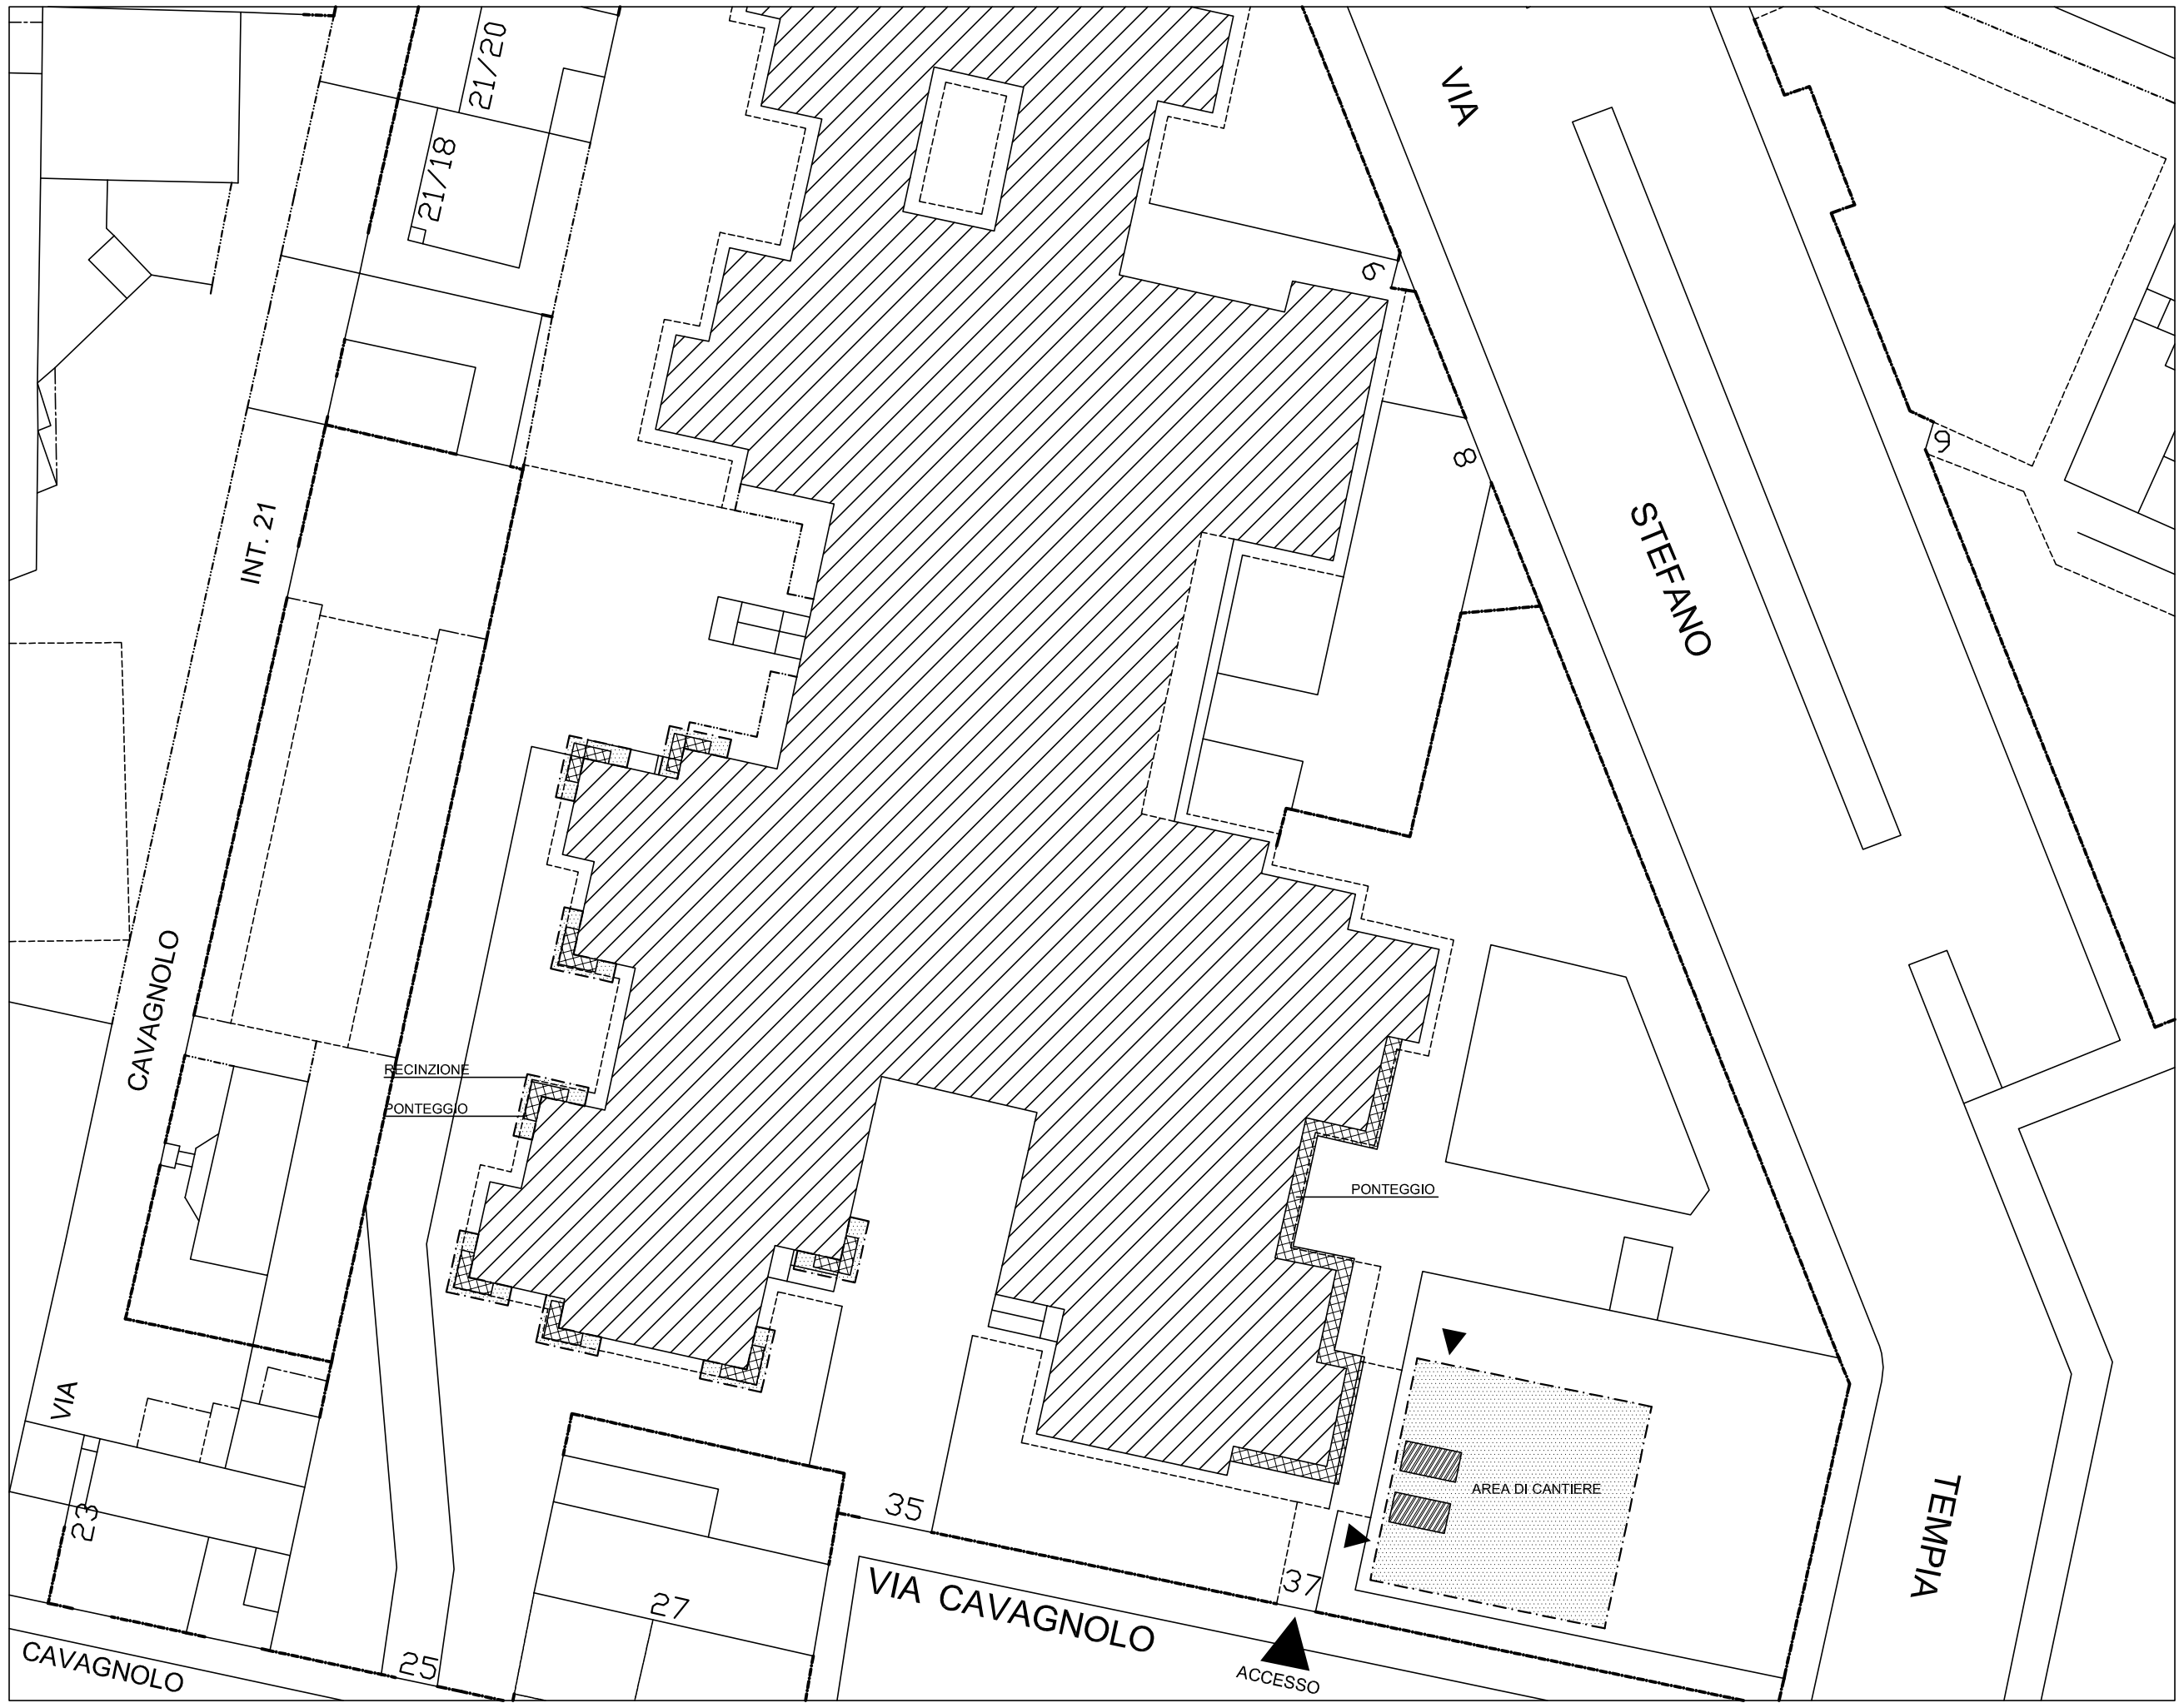 21/20
21/18
VIA
6
8
9
STEFANO
INT. 21
CAVAGNOLO
RECINZIONE
PONTEGGIO
PONTEGGIO
VIA
AREA DI CANTIERE
TEMPIA
23
35
37
27
VIA CAVAGNOLO
25
CAVAGNOLO
ACCESSO